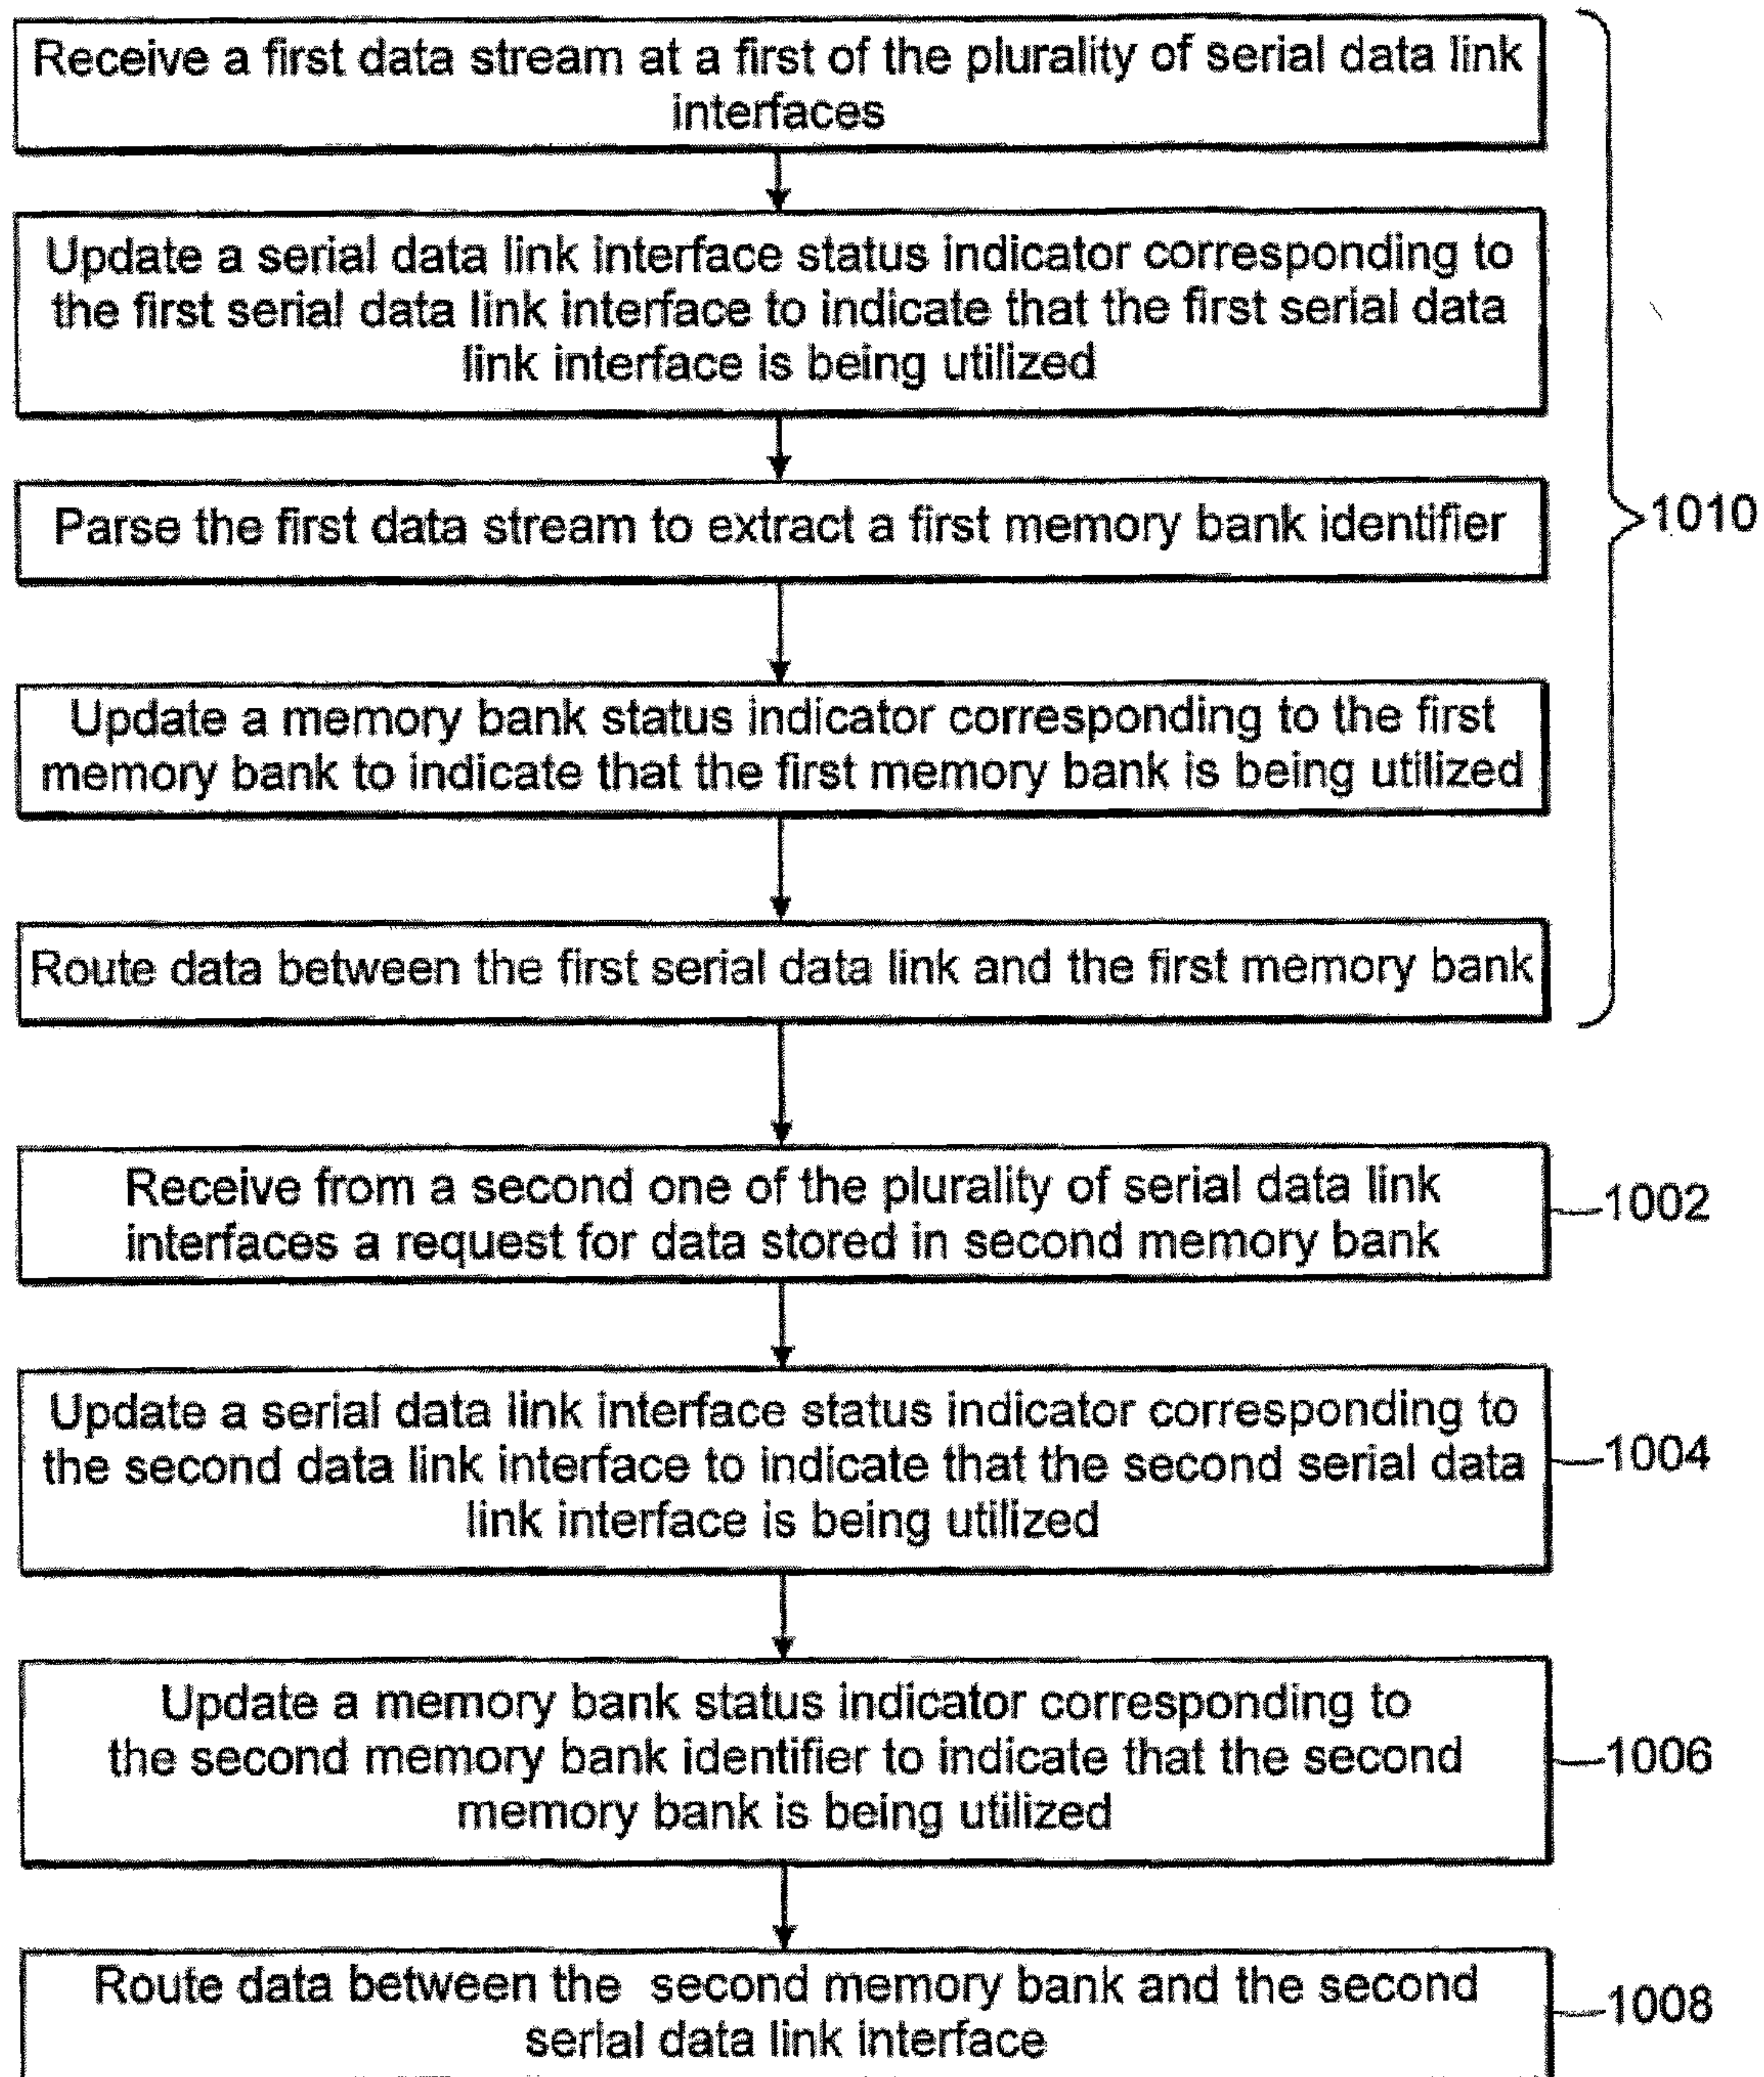 Receive a first data stream at a first of the plurality of serial data link
interfaces
Update a serial data link interface status indicator corresponding to
the first serial data link interface to indicate that the first serial data
link interface is being utilized
Parse the first data stream to extract a first memory bank identifier
1010
Update a memory bank status indicator corresponding to the first
memory bank to indicate that the first memory bank is being utilized
Route data between the first serial data link and the first memory bank
Receive from a second one of the plurality of serial data link
interfaces a request for data stored in second memory bank
1002
Update a serial data link interface status indicator corresponding to
the second data link interface to indicate that the second serial data
link interface is being utilized
1004
Update a memory bank status indicator corresponding to
the second memory bank identifier to indicate that the second
memory bank is being utilized
1006
Route data between the second memory bank and the second
serial data link interface
1008